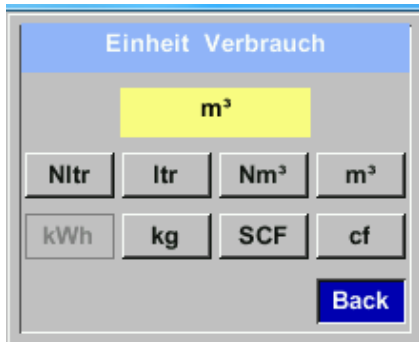 Einheit Verbrauch
m³
Nltr ltr Nm³ m³
kWh kg SCF cf
Back